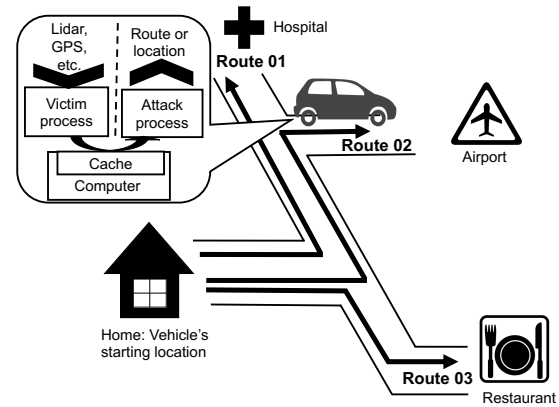 Lidar,
GPS,
etc.
Route or
location
Victim
process
Attack
process
Cache
Computer
Hospital
Route 01
Route 02
Airport
Home: Vehicle's
starting location
Route 03
Restaurant